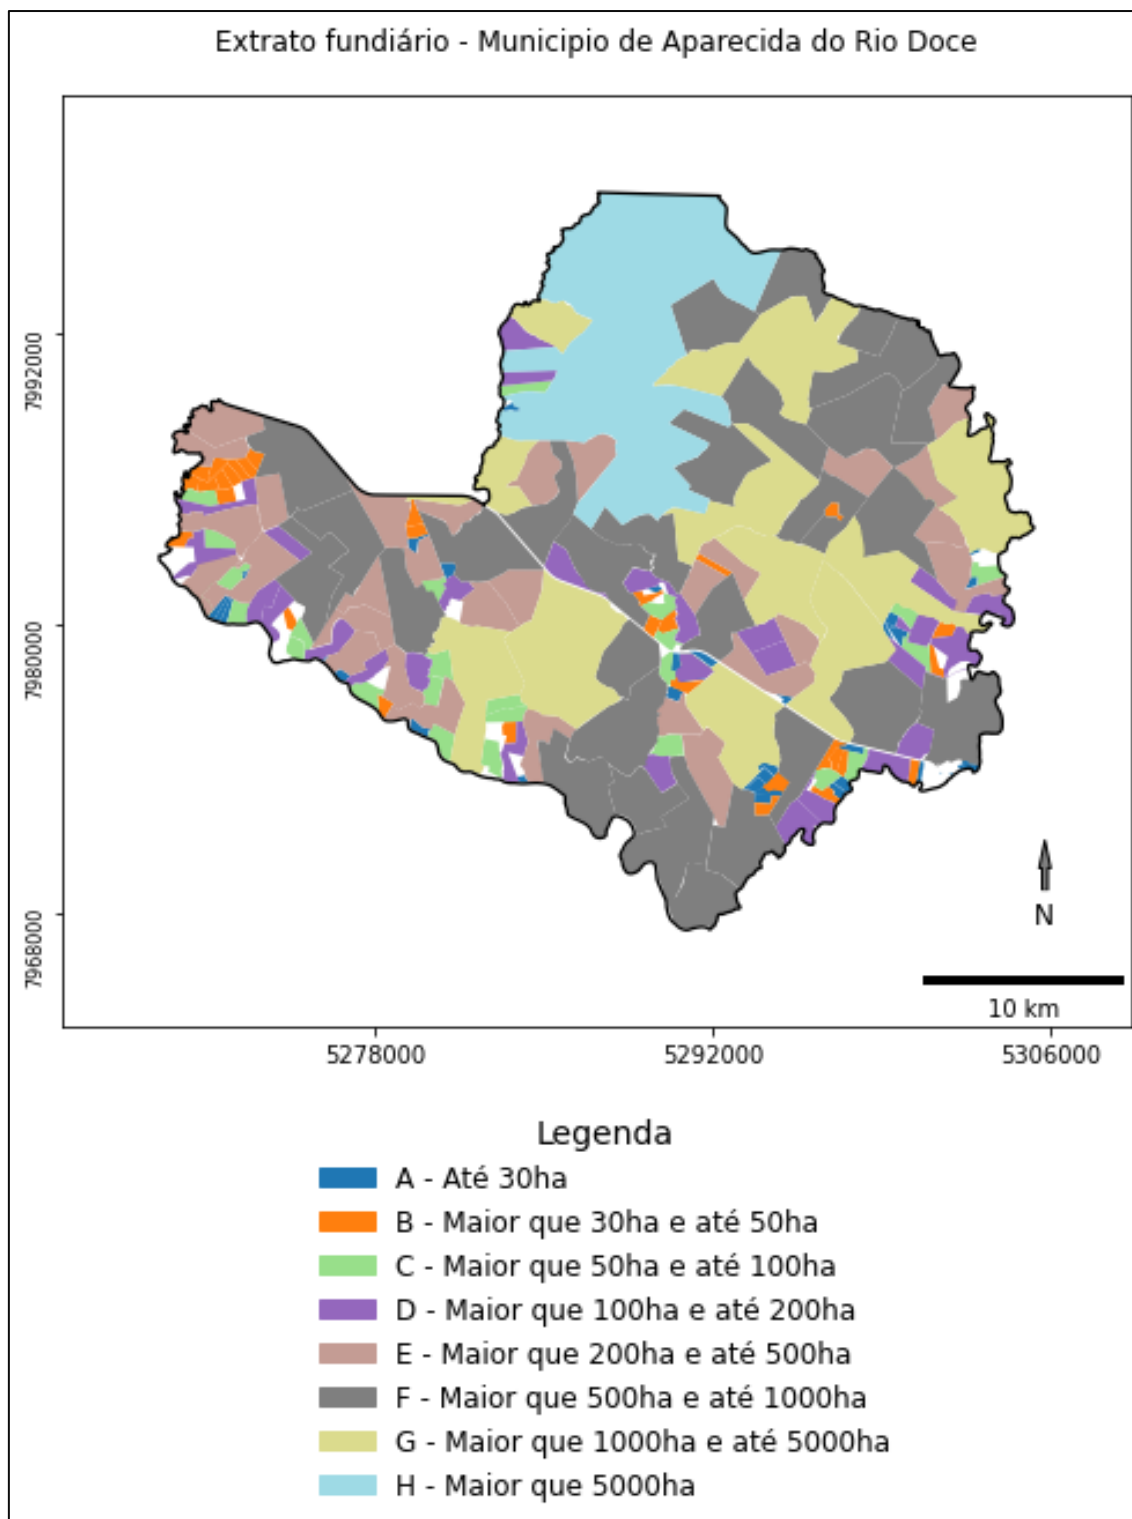 Extrato fundiário - Municipio de Aparecida do Rio Doce
7992000
7980000
7968000
N
10 km
5278000
5292000
5306000
Legenda
A - Até 30ha
B - Maior que 30ha e até 50ha
C - Maior que 50ha e até 100ha
D - Maior que 100ha e até 200ha
E - Maior que 200ha e até 500ha
F - Maior que 500ha e até 1000ha
G - Maior que 1000ha e até 5000ha
H - Maior que 5000ha